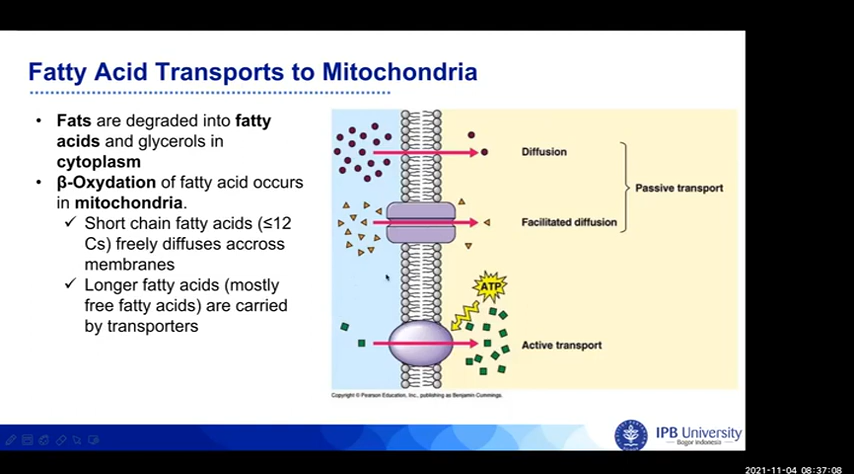 Fatty Acid Transports to Mitochondria
• Fats are degraded into fatty
acids and glycerols in
cytoplasm
• β-Oxydation of fatty acid occurs
in mitochondria.
✓ Short chain fatty acids (≤12
Cs) freely diffuses accross
membranes
✓ Longer fatty acids (mostly
free fatty acids) are carried
by transporters
Diffusion
Passive transport
Facilitated diffusion
ATP
Active transport
Copyright © Pearson Education, Inc., publishing as Benjamin Cummings.
IPB University
Bogor Indonesia
2021-11-04 08:37:08